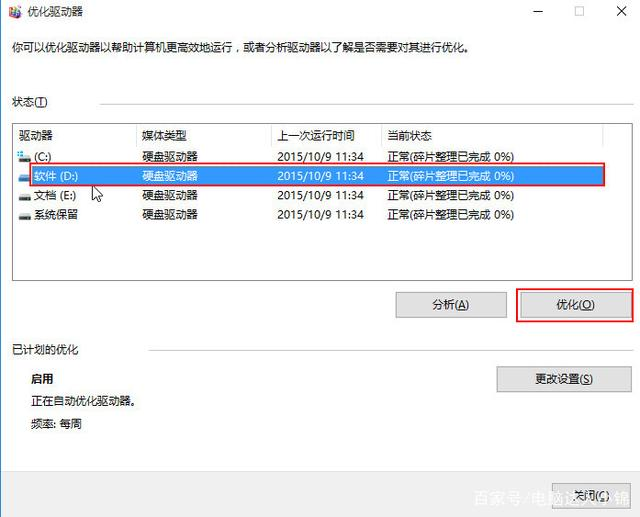 优化驱动器
你可以优化驱动器以帮助计算机更高效地运行，或者分析驱动器以了解是否需要对其进行优化。
状态(T)
驱动器 媒体类型 上一次运行时间 当前状态
(C:) 硬盘驱动器 2015/10/9 11:34 正常(碎片整理已完成 0%)
软件 (D:) 硬盘驱动器 2015/10/9 11:34 正常(碎片整理已完成 0%)
文档 (E:) 硬盘驱动器 2015/10/9 11:34 正常(碎片整理已完成 0%)
系统保留 硬盘驱动器 2015/10/9 11:34 正常(碎片整理已完成 0%)
分析(A) 优化(O)
已计划的优化
启用 更改设置(S)
正在自动优化驱动器。
频率: 每周
关闭(C)
百家号/电脑达人小锦